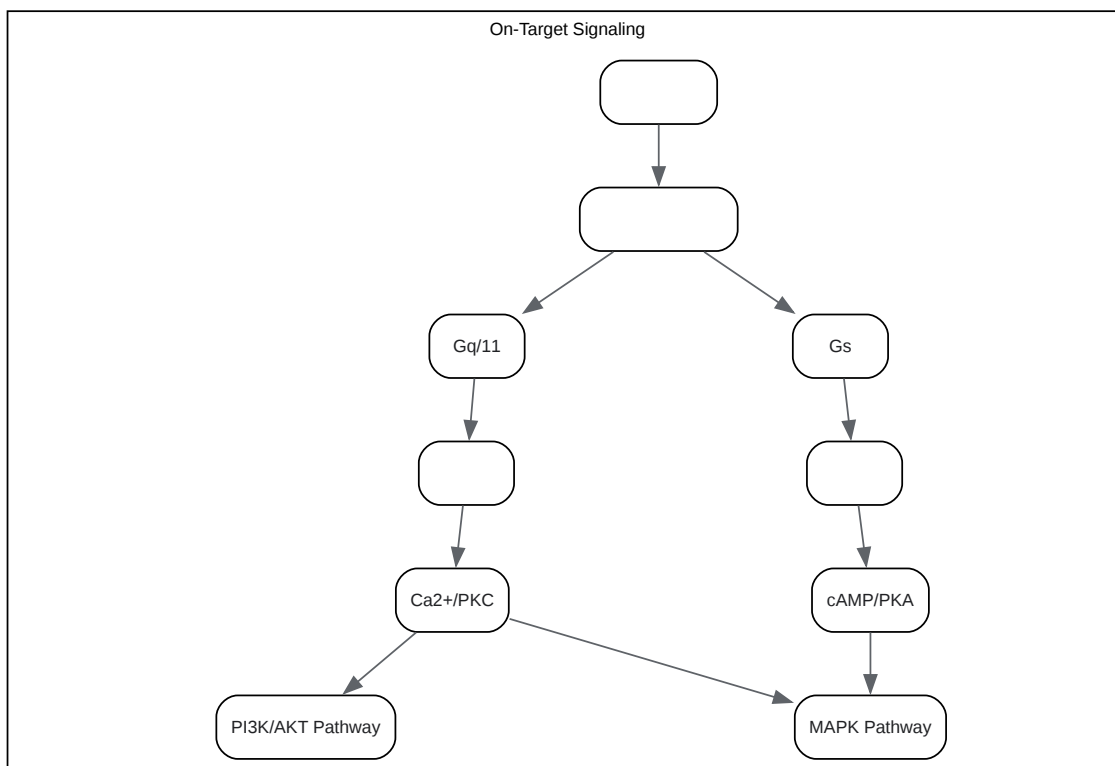 On-Target Signaling
Gq/11
Gs
Ca2+/PKC
cAMP/PKA
PI3K/AKT Pathway
MAPK Pathway